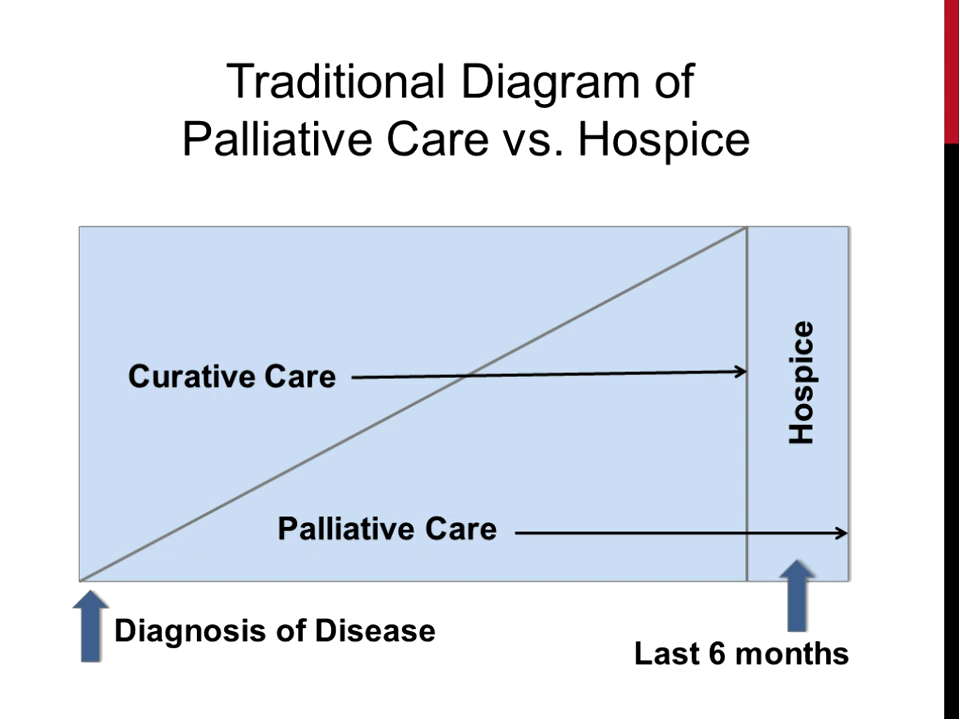 Traditional Diagram of
Palliative Care vs. Hospice
Curative Care
Hospice
Palliative Care
Diagnosis of Disease
Last 6 months